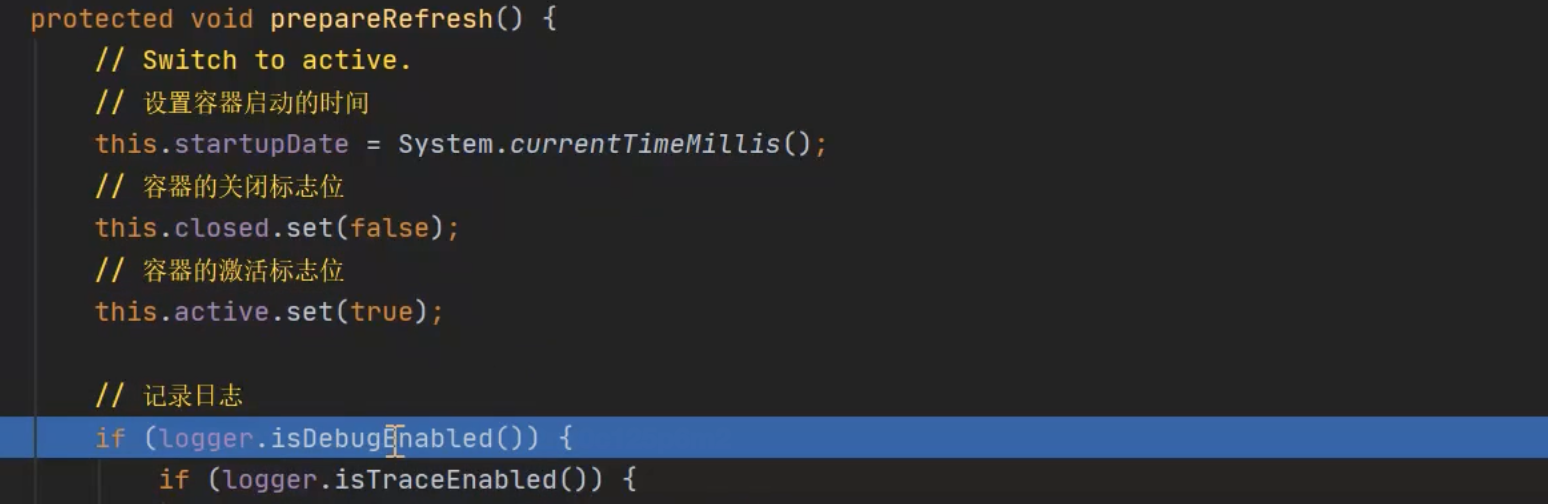 protected void prepareRefresh() {
// Switch to active.
// 设置容器启动的时间
this.startupDate = System.currentTimeMillis();
// 容器的关闭标志位
this.closed.set(false);
// 容器的激活标志位
this.active.set(true);
// 记录日志
if (logger.isDebugEnabled()) {
if (logger.isTraceEnabled()) {